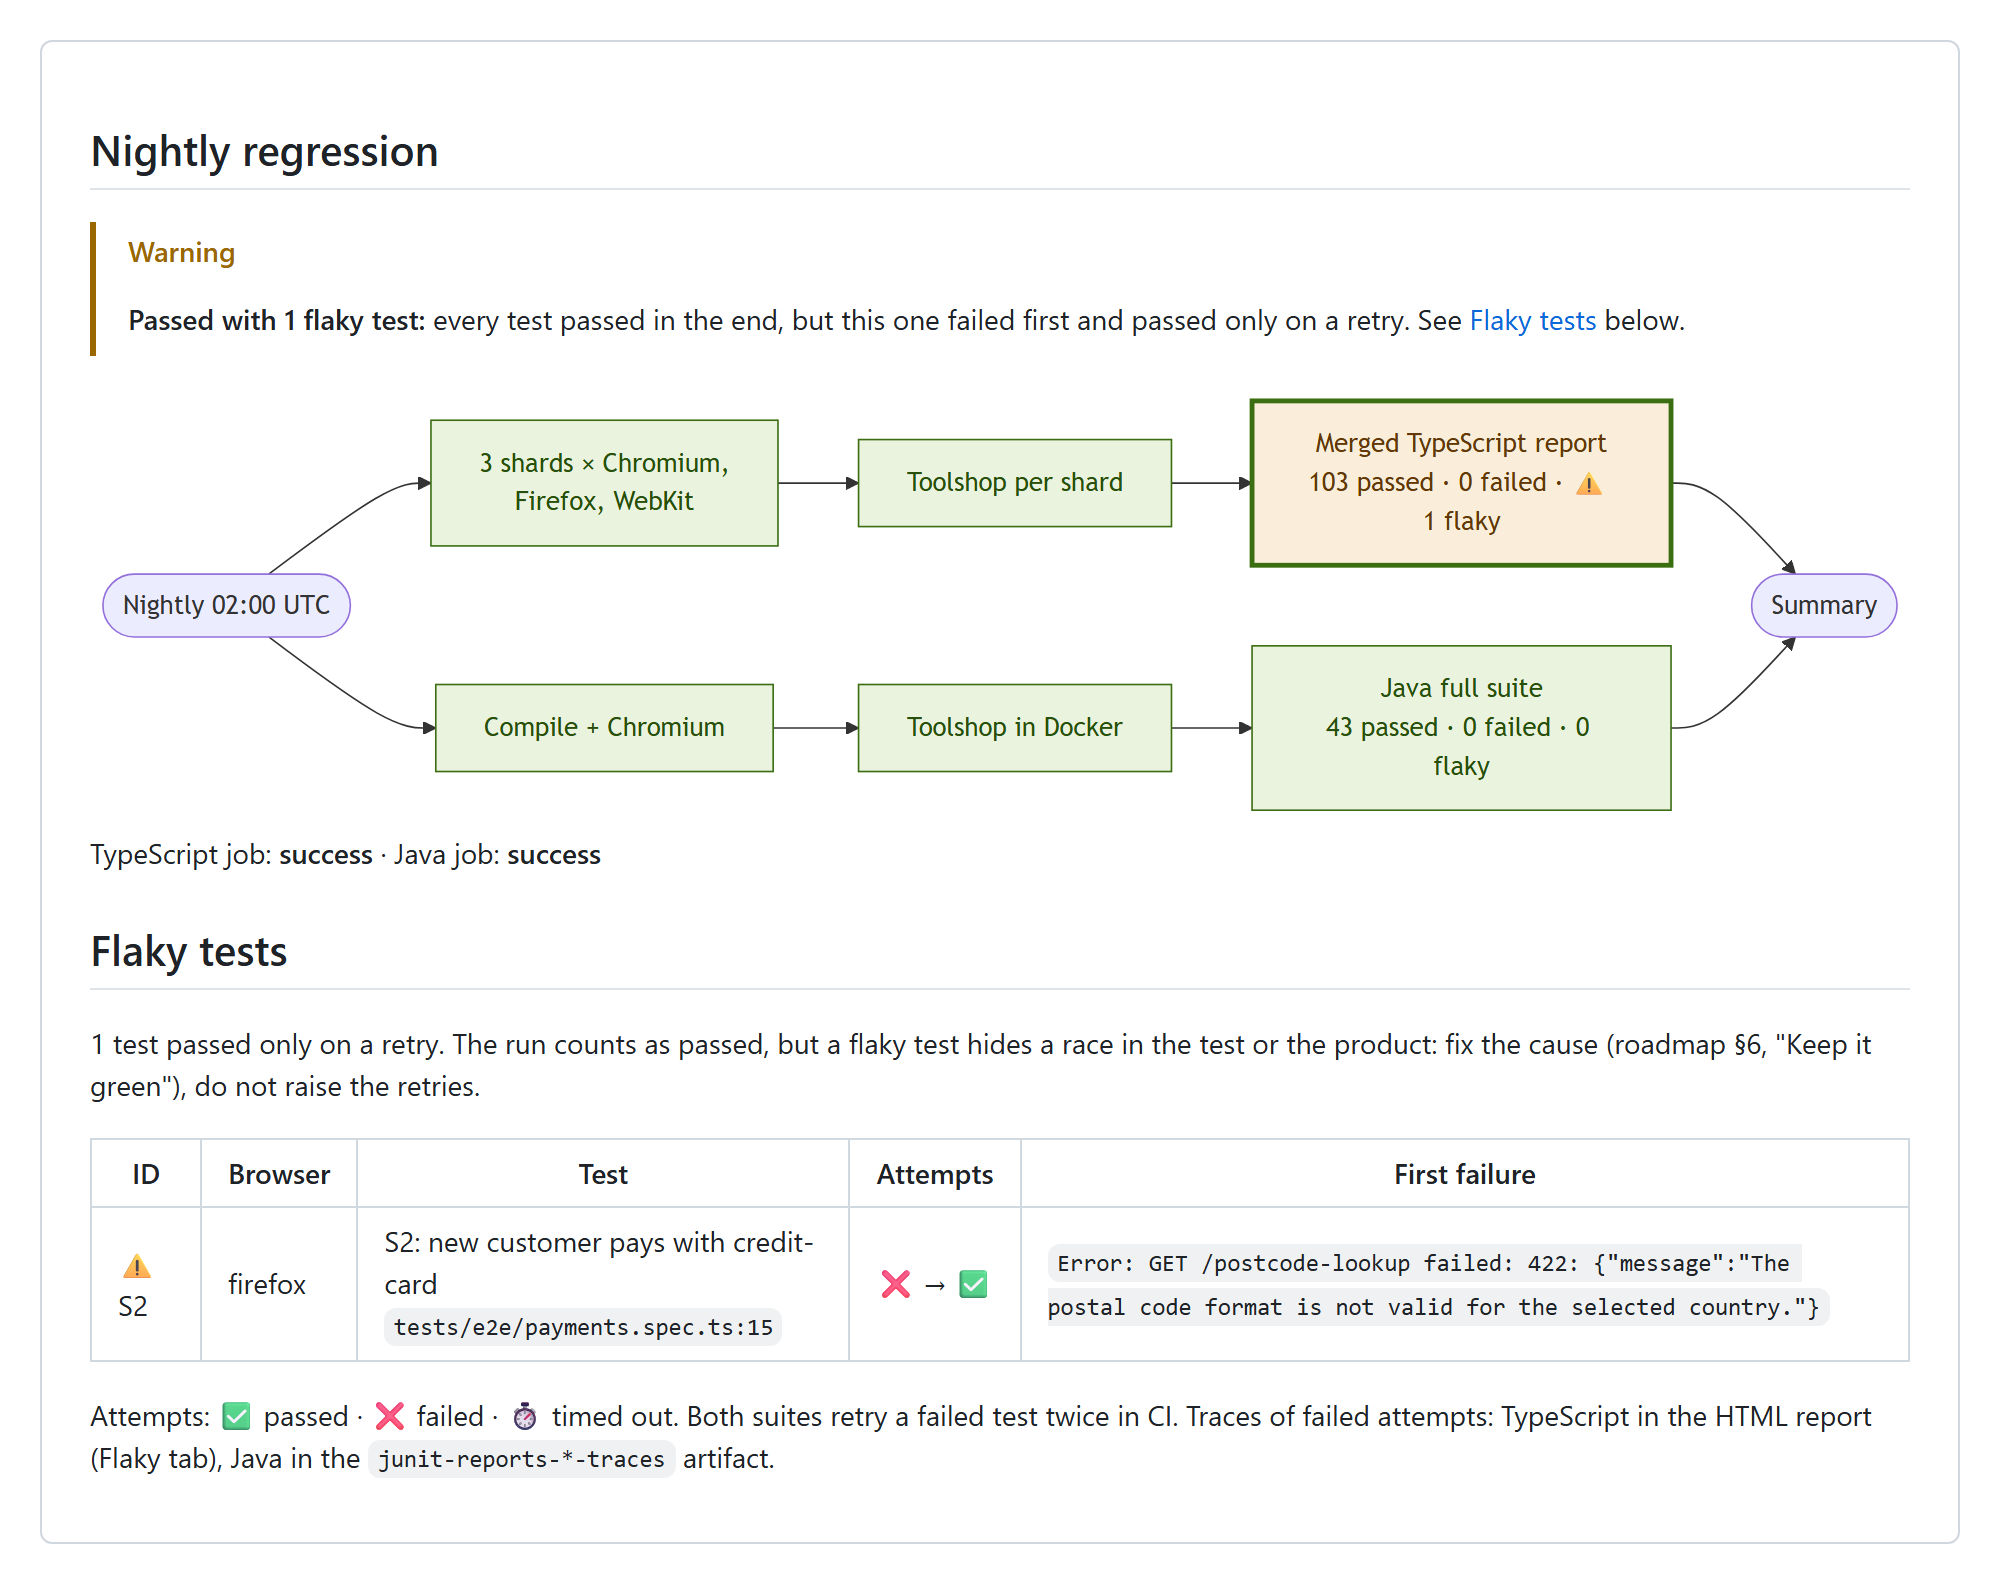 Nightly regression
Warning
Passed with 1 flaky test: every test passed in the end, but this one failed first and passed only on a retry. See Flaky tests below.
3 shards × Chromium,
Firefox, WebKit
Toolshop per shard
Merged TypeScript report
103 passed · 0 failed · ⚠️
1 flaky
Nightly 02:00 UTC
Summary
Compile + Chromium
Toolshop in Docker
Java full suite
43 passed · 0 failed · 0
flaky
TypeScript job: success · Java job: success
Flaky tests
1 test passed only on a retry. The run counts as passed, but a flaky test hides a race in the test or the product: fix the cause (roadmap §6, "Keep it
green"), do not raise the retries.
ID Browser Test Attempts First failure
⚠️
S2
firefox
S2: new customer pays with credit-
card
tests/e2e/payments.spec.ts:15
❌ → ✅
Error: GET /postcode-lookup failed: 422: {"message":"The
postal code format is not valid for the selected country."}
Attempts: ✅ passed · ❌ failed · ⏱️ timed out. Both suites retry a failed test twice in CI. Traces of failed attempts: TypeScript in the HTML report
(Flaky tab), Java in the junit-reports-*-traces artifact.